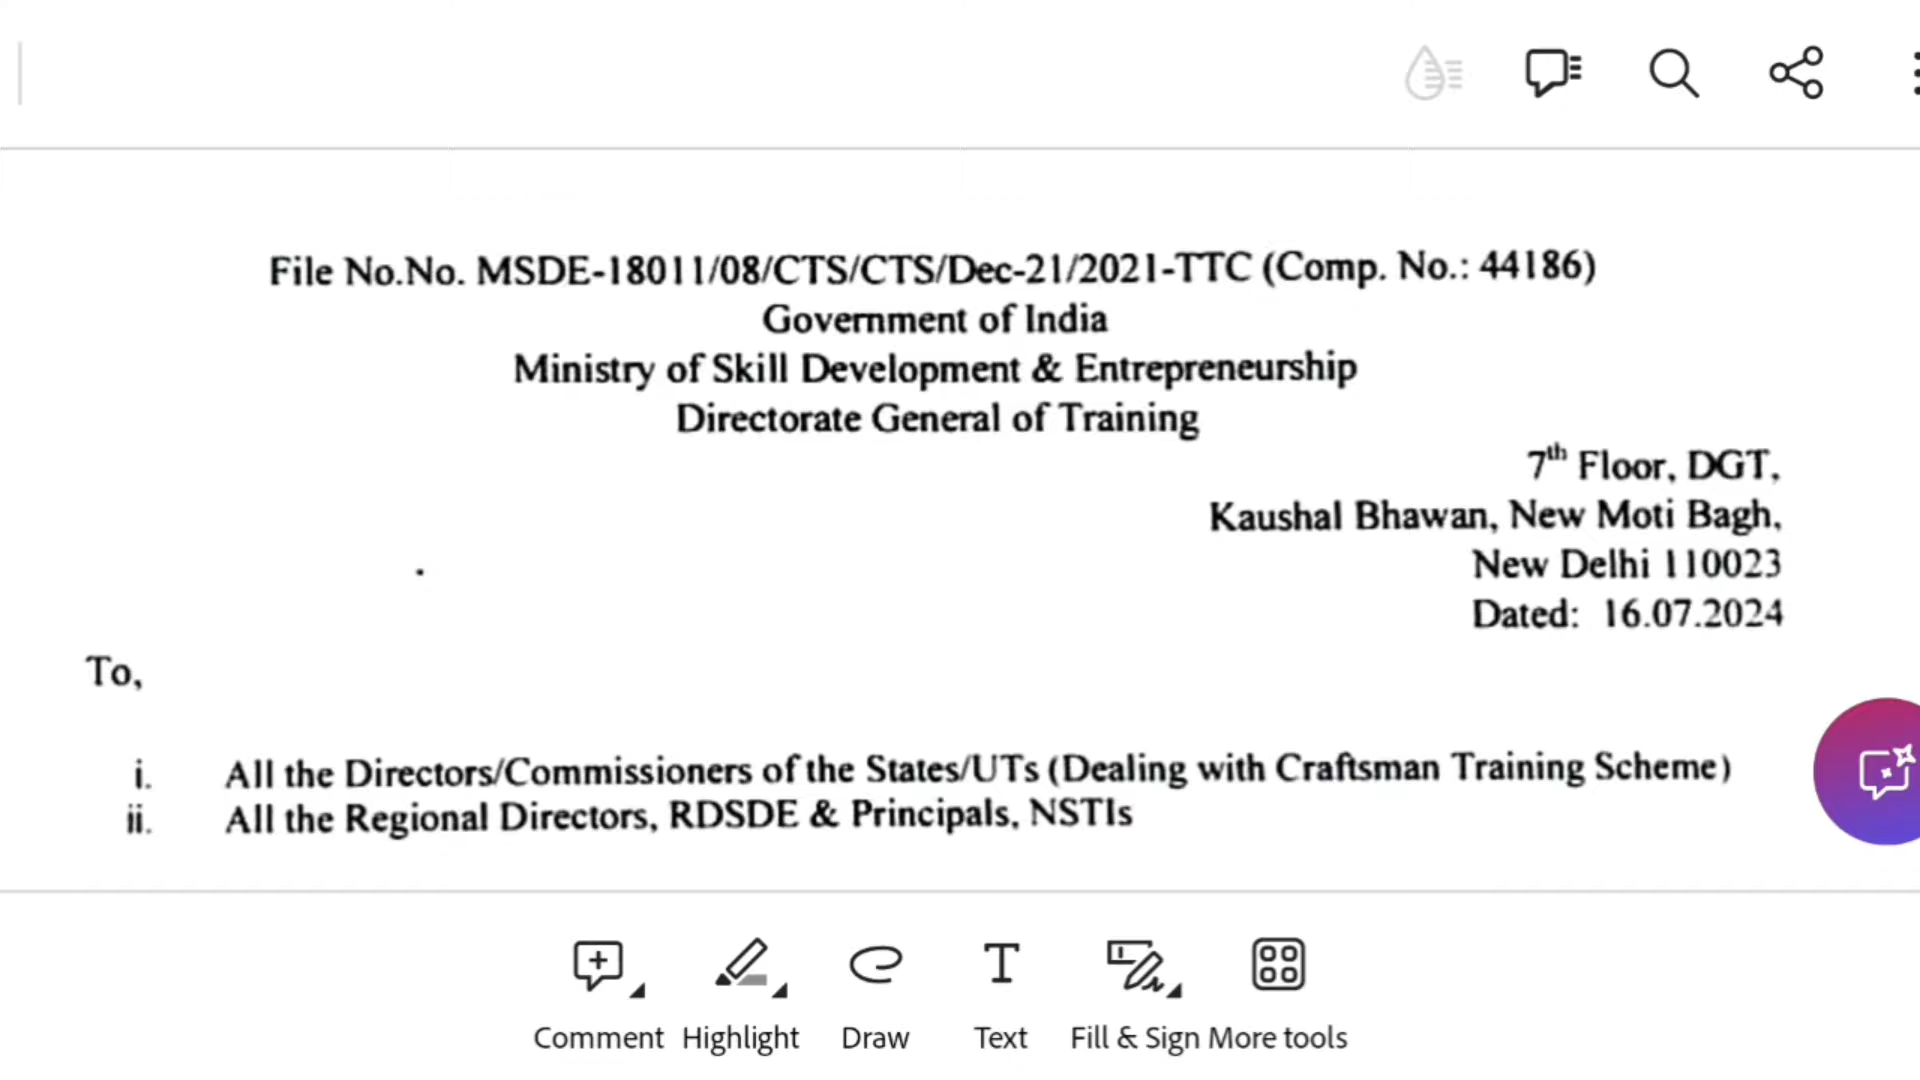 File No.No. MSDE-18011/08/CTS/CTS/Dec-21/2021-TTC (Comp. No.: 44186)
Government of India
Ministry of Skill Development & Entrepreneurship
Directorate General of Training
7th Floor, DGT,
Kaushal Bhawan, New Moti Bagh,
New Delhi 110023
Dated: 16.07.2024
To,
i. All the Directors/Commissioners of the States/UTs (Dealing with Craftsman Training Scheme)
ii. All the Regional Directors, RDSDE & Principals, NSTIs
Comment Highlight Draw Text Fill & Sign More tools